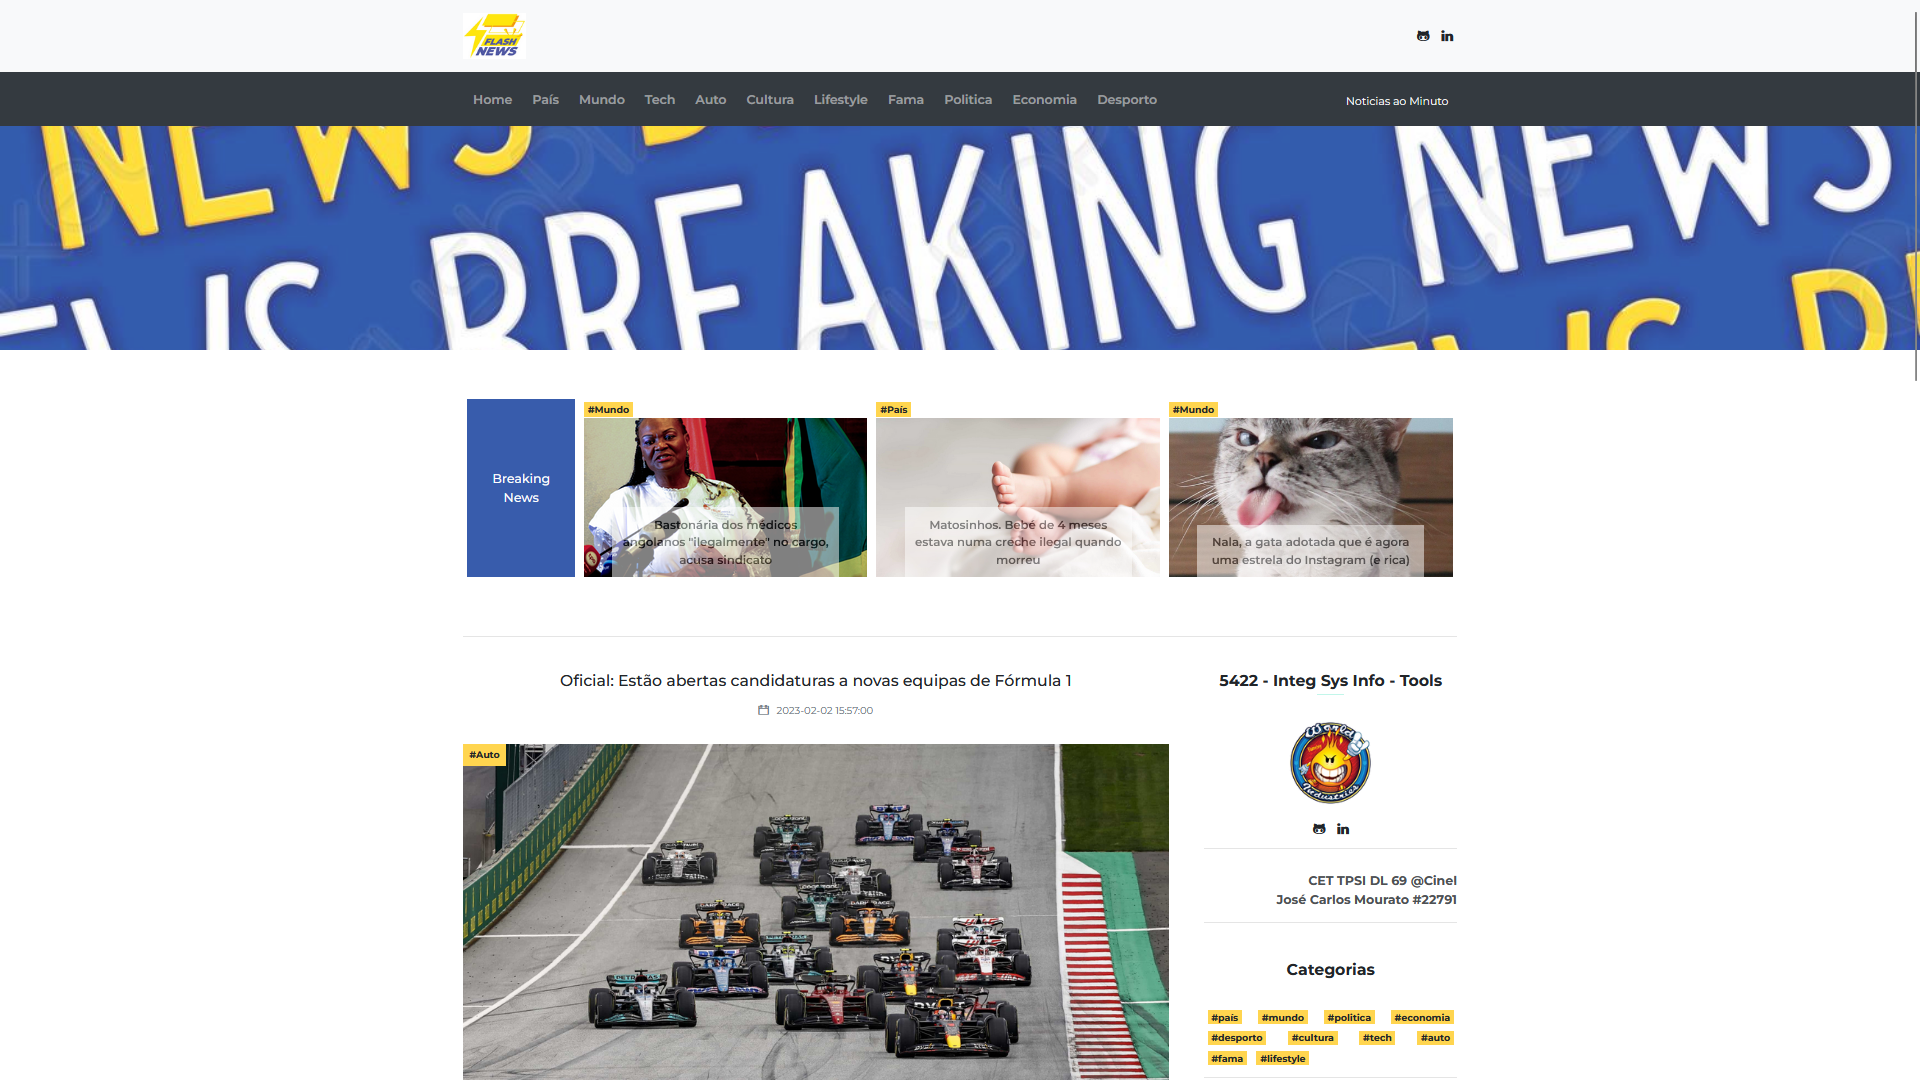 FLASH
NEWS
Home País Mundo Tech Auto Cultura Lifestyle Fama Politica Economia Desporto
Noticias ao Minuto
NEWS
BREAKING NEWS
NEWS
Breaking
News
#Mundo
Bastonária dos médicos
angolanos "ilegalmente" no cargo,
acusa sindicato
#País
Matosinhos. Bebé de 4 meses
estava numa creche ilegal quando
morreu
#Mundo
Nala, a gata adotada que é agora
uma estrela do Instagram (e rica)
Oficial: Estão abertas candidaturas a novas equipas de Fórmula 1
2023-02-02 15:57:00
#Auto
5422 - Integ Sys Info - Tools
World
Industries
CET TPSI DL 69 @Cinel
José Carlos Mourato #22791
Categorias
#país #mundo #politica #economia
#desporto #cultura #tech #auto
#fama #lifestyle